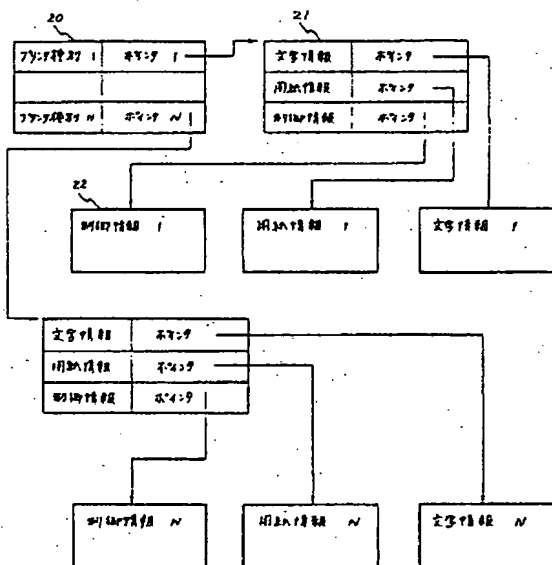 20
21
プリンタ種別 1 ポインタ 1
文字情報 ポインタ
用紙情報 ポインタ
プリンタ種別 N ポインタ N
制御情報 ポインタ
22
制御情報 1
用紙情報 1
文字情報 1
文字情報 ポインタ
用紙情報 ポインタ
制御情報 ポインタ
制御情報 N
用紙情報 N
文字情報 N